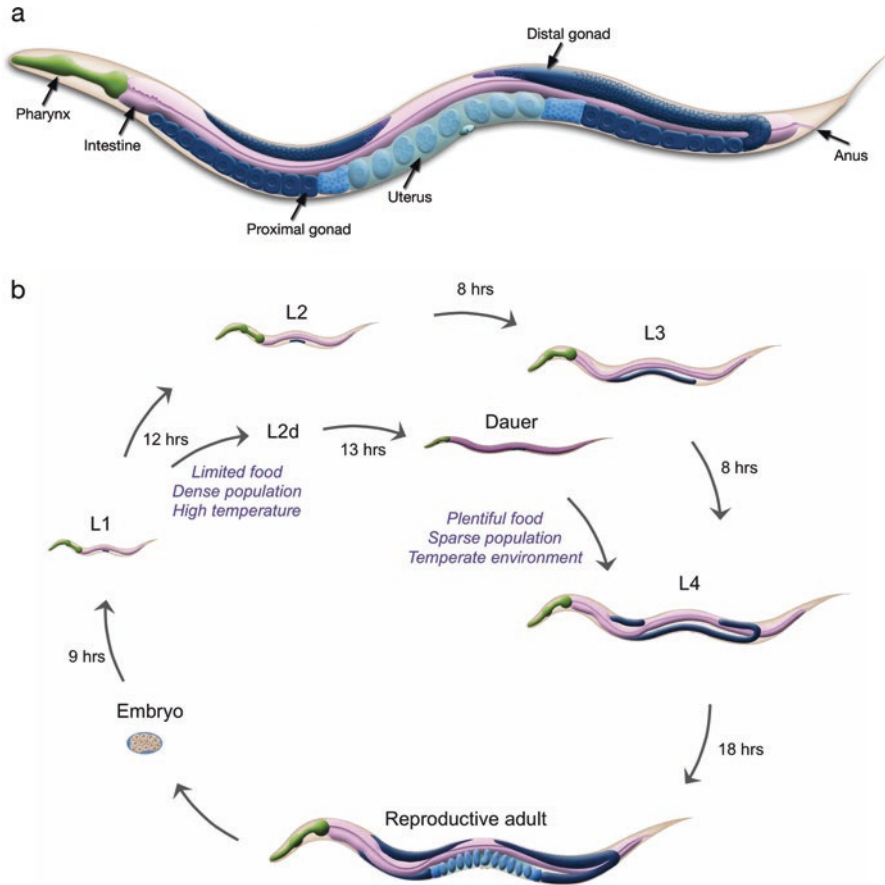 a
Distal gonad
Pharynx
Intestine
Anus
Uterus
Proximal gonad
b
8 hrs
L2
L3
12 hrs
L2d
13 hrs
Dauer
8 hrs
Limited food
Dense population
High temperature
Plentiful food
Sparse population
Temperate environment
L1
L4
9 hrs
Embryo
18 hrs
Reproductive adult